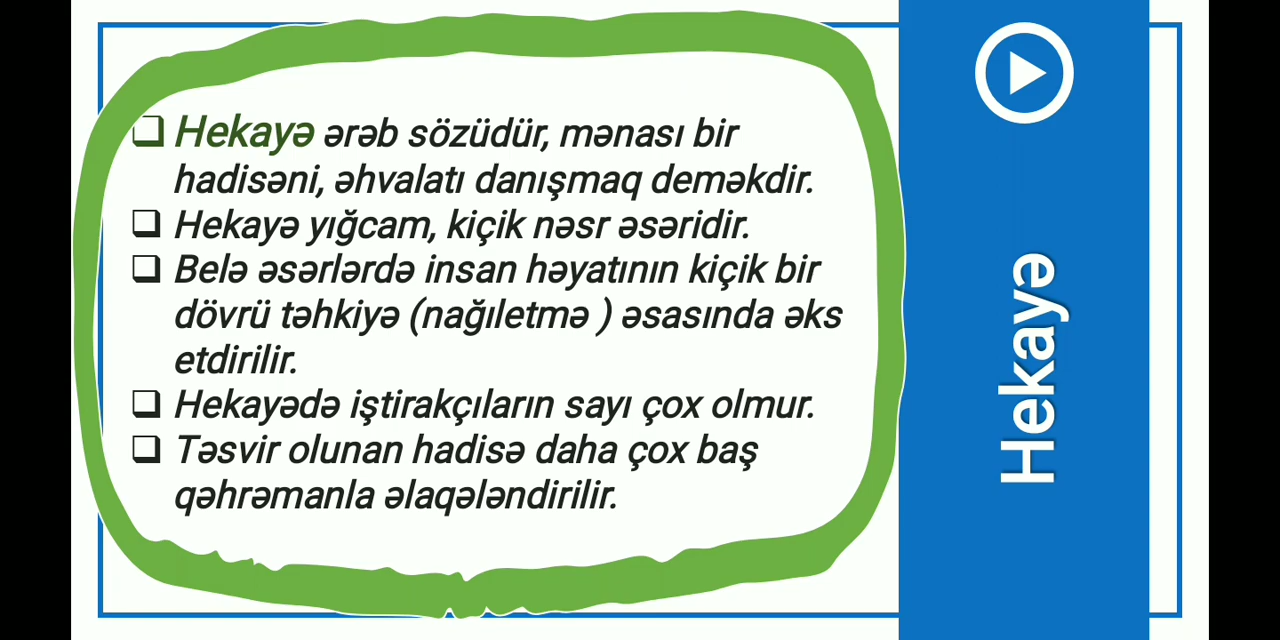 Hekayə ərəb sözüdür, mənası bir
hadisəni, əhvalatı danışmaq deməkdir.
Hekayə yığcam, kiçik nəsr əsəridir.
Belə əsərlərdə insan həyatının kiçik bir
dövrü təhkiyə (nağıletmə ) əsasında əks
etdirilir.
Hekayədə iştirakçıların sayı çox olmur.
Təsvir olunan hadisə daha çox baş
qəhrəmanla əlaqələndirilir.
Hekayə